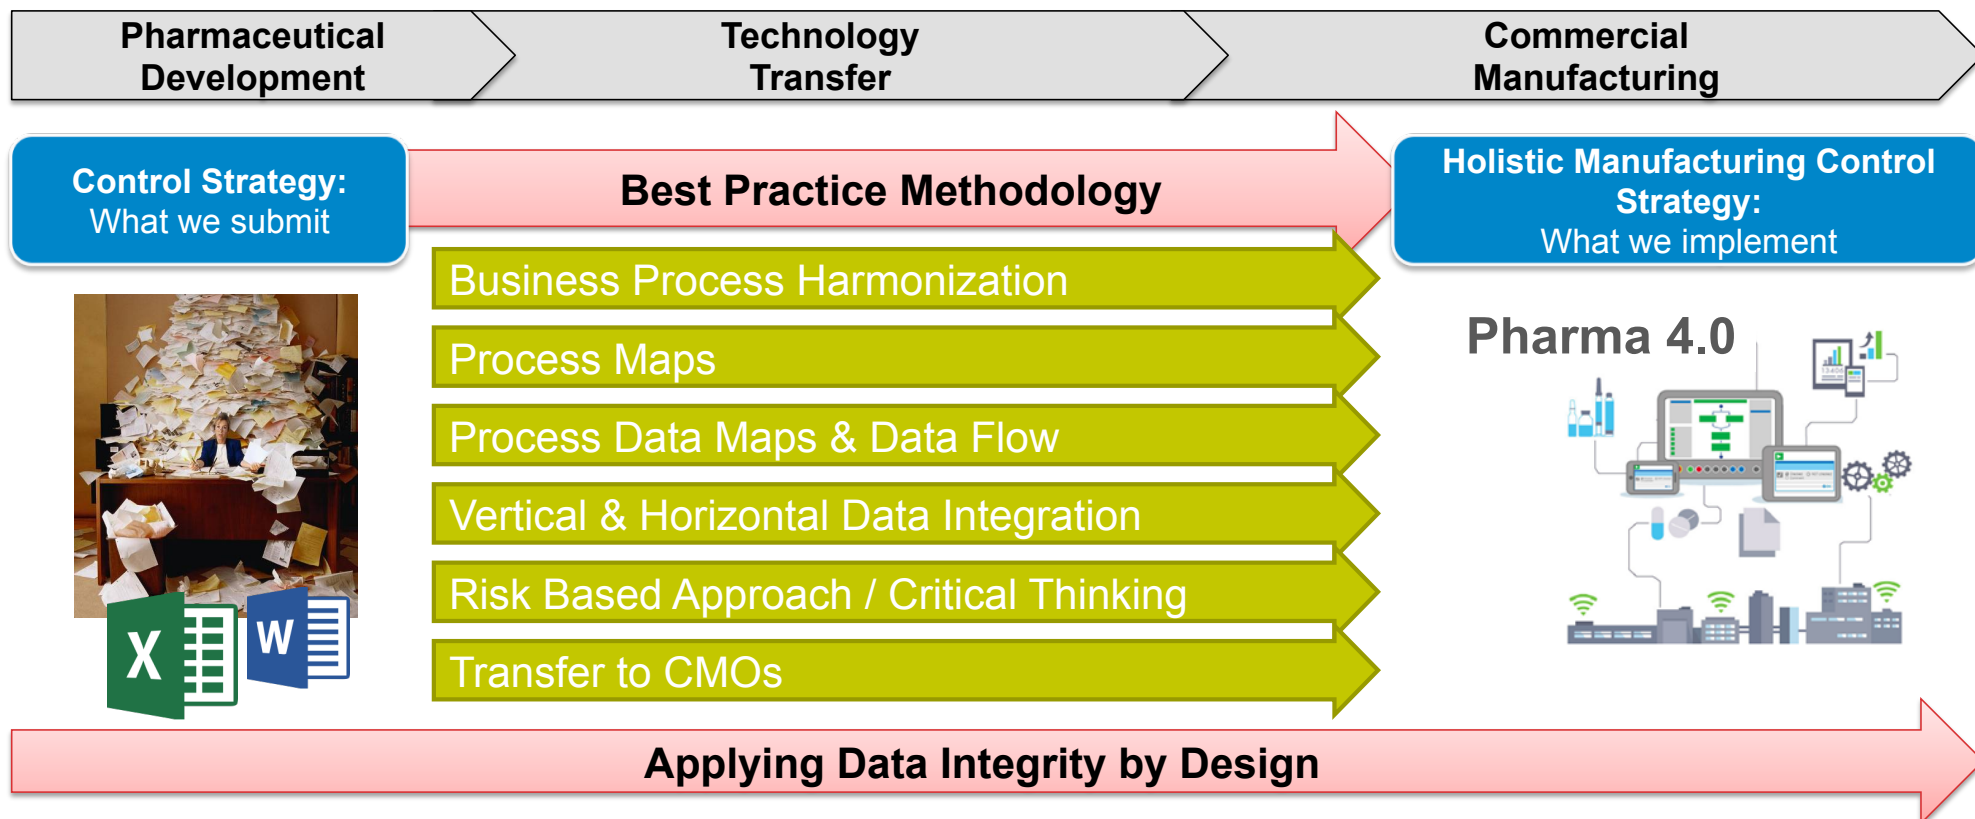 Pharmaceutical
Development
Technology
Transfer
Commercial
Manufacturing
Control Strategy:
What we submit
Best Practice Methodology
Holistic Manufacturing Control
Strategy:
What we implement
Business Process Harmonization
Process Maps
Process Data Maps & Data Flow
Vertical & Horizontal Data Integration
Risk Based Approach / Critical Thinking
Transfer to CMOs
Pharma 4.0
X
W
Applying Data Integrity by Design